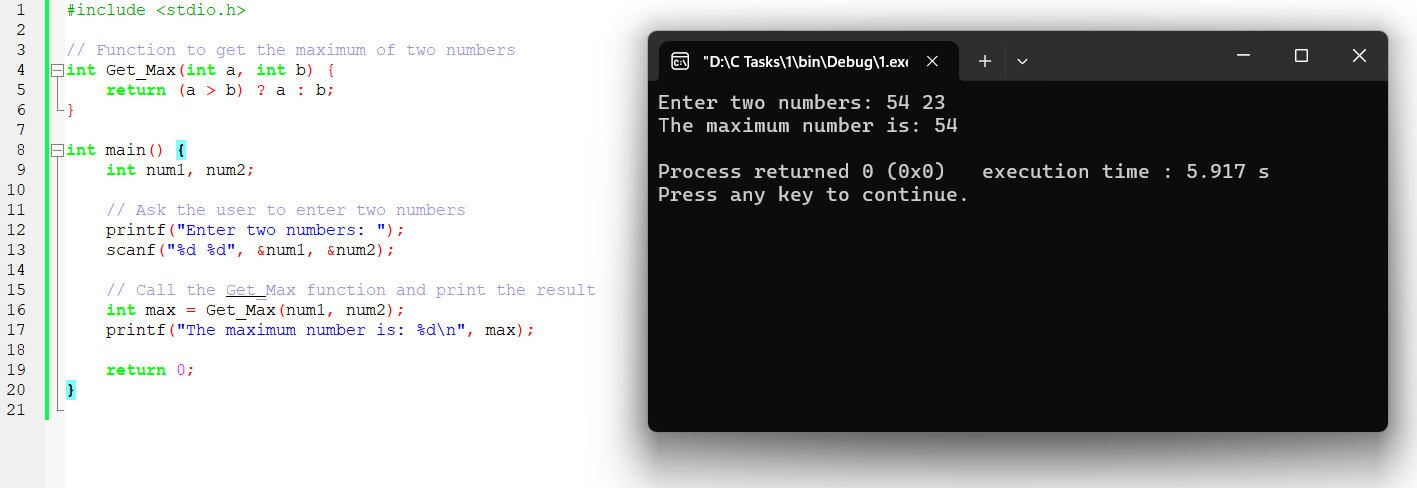 1 #include <stdio.h>
2
3 // Function to get the maximum of two numbers
4 int Get_Max(int a, int b) {
5     return (a > b) ? a : b;
6 }
7
8 int main() {
9     int num1, num2;
10
11     // Ask the user to enter two numbers
12     printf("Enter two numbers: ");
13     scanf("%d %d", &num1, &num2);
14
15     // Call the Get_Max function and print the result
16     int max = Get_Max(num1, num2);
17     printf("The maximum number is: %d\n", max);
18
19     return 0;
20 }
21
"D:\C Tasks\1\bin\Debug\1.exe
Enter two numbers: 54 23
The maximum number is: 54
Process returned 0 (0x0)   execution time : 5.917 s
Press any key to continue.